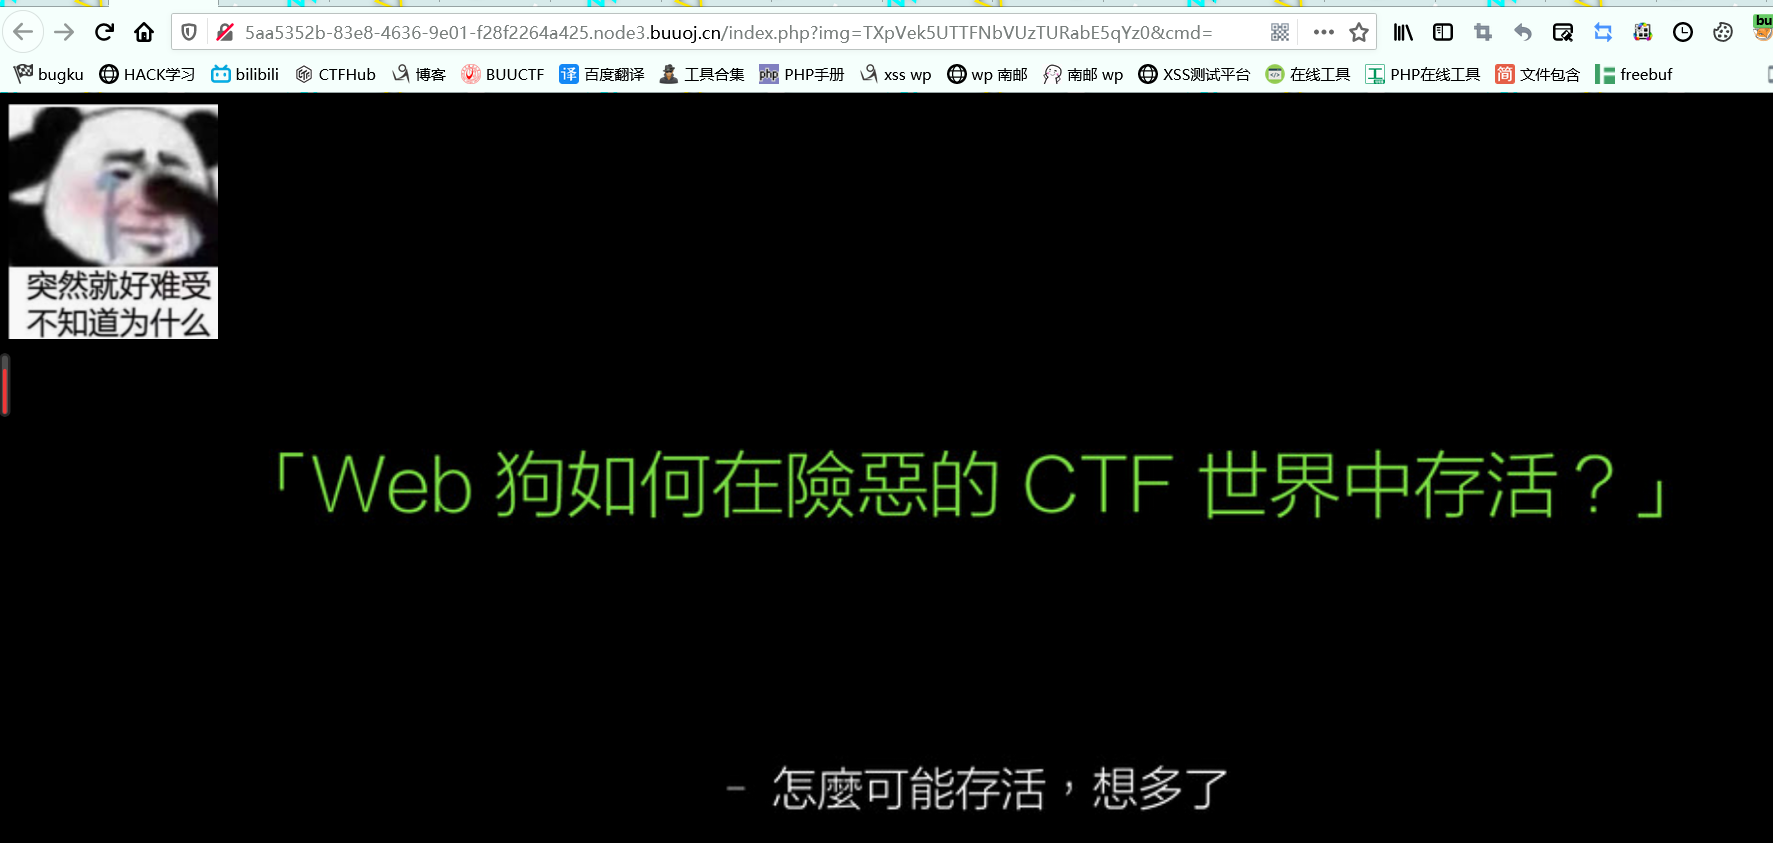 5aa5352b-83e8-4636-9e01-f28f2264a425.node3.buuoj.cn/index.php?img=TXpVek5UTTFNbVUzTURabE5qYz0&cmd=
bu
bugku HACK学习 bilibili CTFHub 博客 BUUCTF 译 百度翻译 工具合集 php PHP手册 xss wp wp 南邮 南邮 wp XSS测试平台 在线工具 工 PHP在线工具 简 文件包含 freebuf
突然就好难受
不知道为什么
「Web 狗如何在險惡的 CTF 世界中存活？」
- 怎麼可能存活，想多了